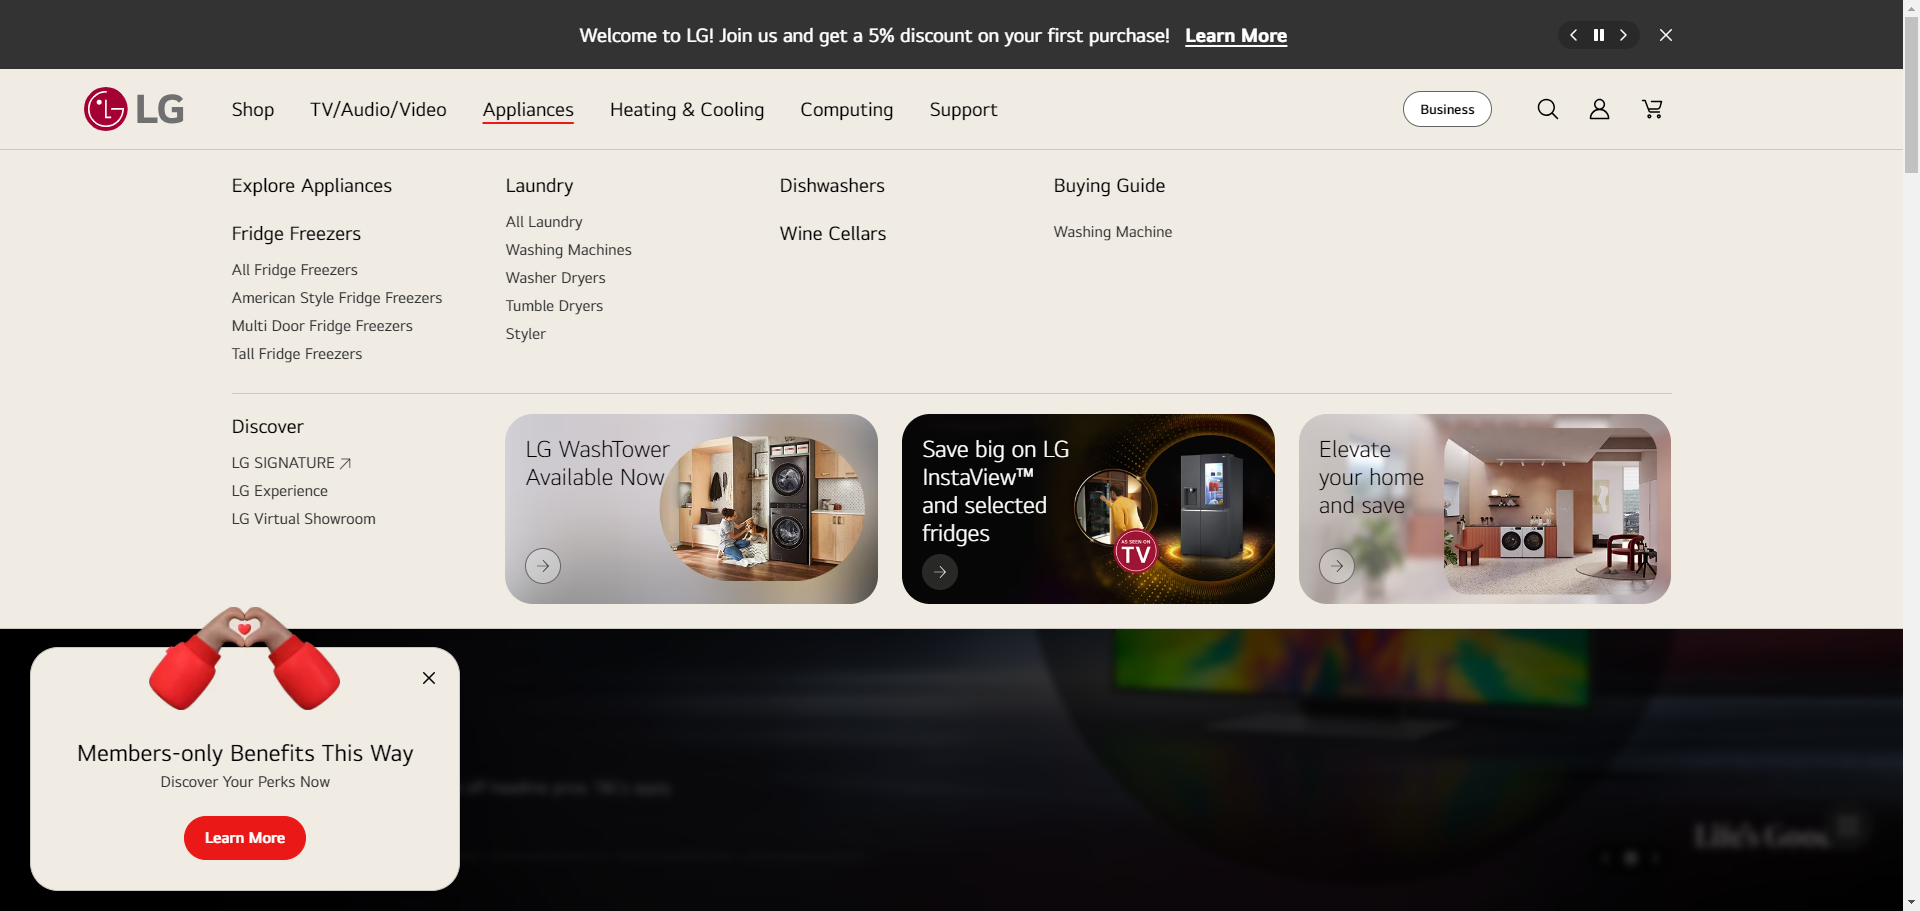 Welcome to LG! Join us and get a 5% discount on your first purchase! Learn More
LG
Shop
TV/Audio/Video
Appliances
Heating & Cooling
Computing
Support
Business
Explore Appliances
Fridge Freezers
All Fridge Freezers
American Style Fridge Freezers
Multi Door Fridge Freezers
Tall Fridge Freezers
Laundry
All Laundry
Washing Machines
Washer Dryers
Tumble Dryers
Styler
Dishwashers
Wine Cellars
Buying Guide
Washing Machine
Discover
LG SIGNATURE
LG Experience
LG Virtual Showroom
LG WashTower
Available Now
Save big on LG
InstaView™
and selected
fridges
AS SEEN ON
TV
Elevate
your home
and save
Members-only Benefits This Way
Discover Your Perks Now
Learn More
off headline price. T&Cs apply
Life's Good